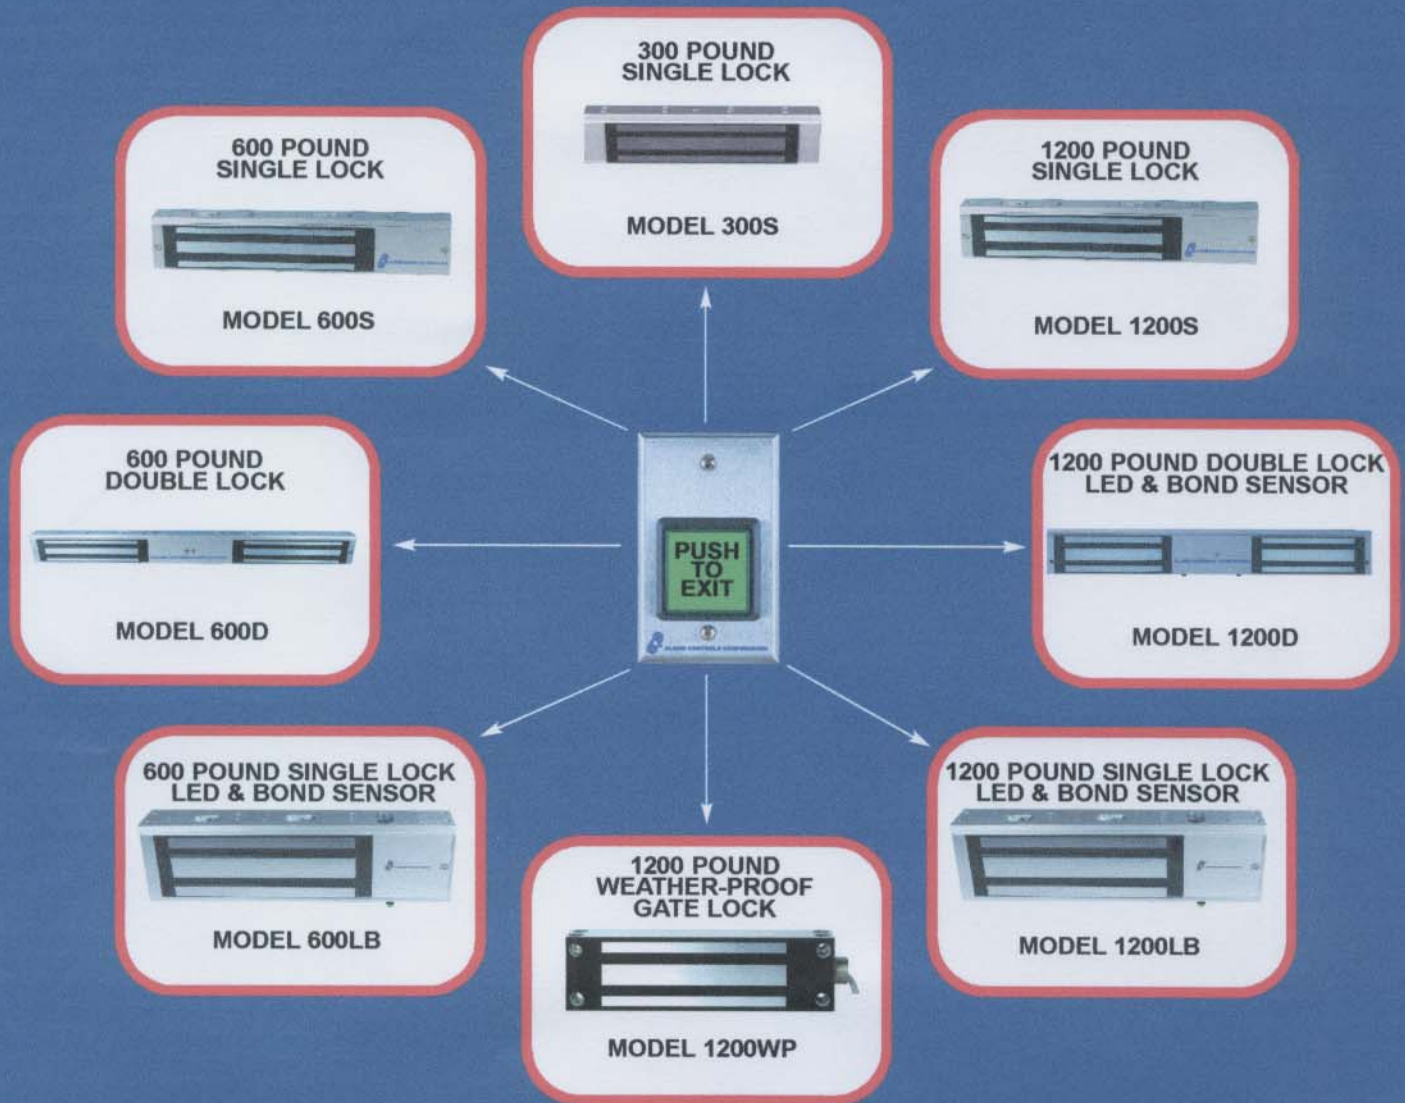 300 POUND
SINGLE LOCK
MODEL 300S
600 POUND
SINGLE LOCK
MODEL 600S
1200 POUND
SINGLE LOCK
MODEL 1200S
600 POUND
DOUBLE LOCK
MODEL 600D
PUSH
TO
EXIT
ALARM CONTROLS CORPORATION
1200 POUND DOUBLE LOCK
LED & BOND SENSOR
MODEL 1200D
600 POUND SINGLE LOCK
LED & BOND SENSOR
MODEL 600LB
1200 POUND
WEATHER-PROOF
GATE LOCK
MODEL 1200WP
1200 POUND SINGLE LOCK
LED & BOND SENSOR
MODEL 1200LB